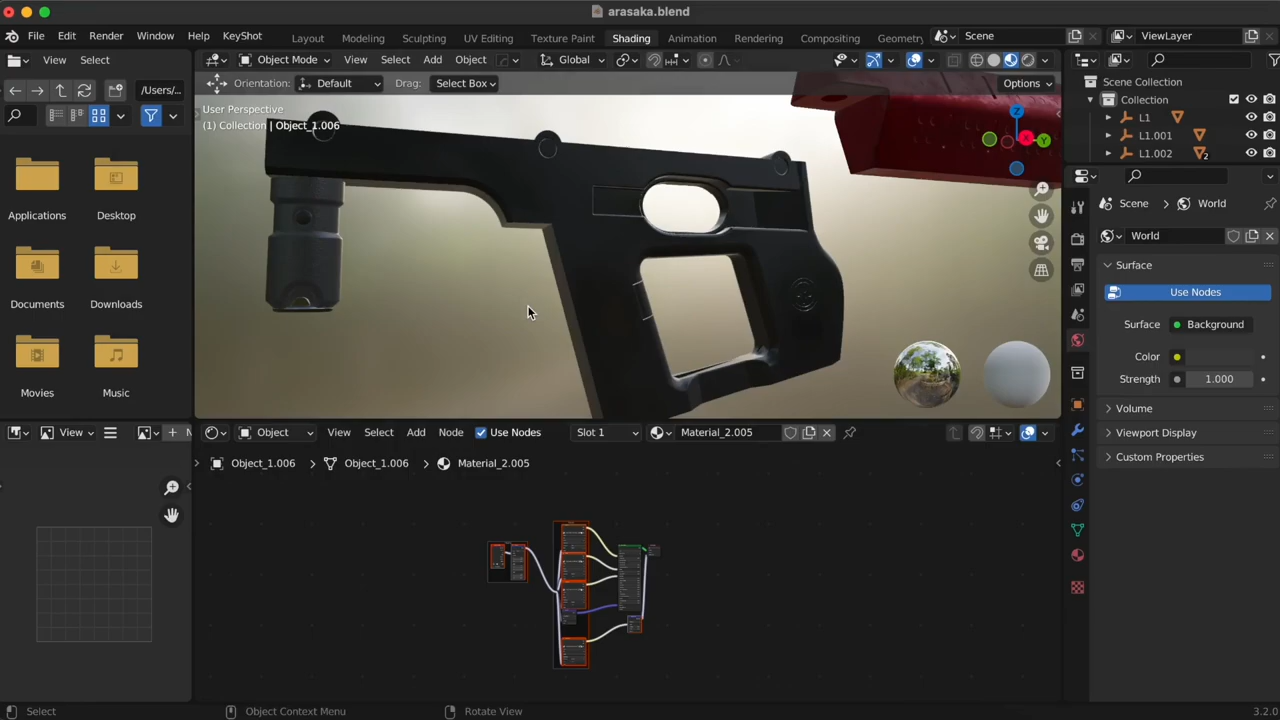 arasaka.blend
File Edit Render Window Help KeyShot Layout Modeling Sculpting UV Editing Texture Paint Shading Animation Rendering Compositing Geometry Scene ViewLayer
View Select Object Mode View Select Add Object Global
/Users/... Orientation: Default Drag: Select Box Options
User Perspective
(1) Collection | Object_1.006
Applications Desktop
Documents Downloads
Movies Music
Z
X
Y
Scene Collection
Collection
L1
L1.001
L1.002 2
Scene World
World
Surface
Use Nodes
Surface Background
Color
Strength 1.000
Volume
Viewport Display
Custom Properties
View N Object View Select Add Node Use Nodes Slot 1 Material_2.005
Object_1.006 Object_1.006 Material_2.005
Select Object Context Menu Rotate View 3.2.0